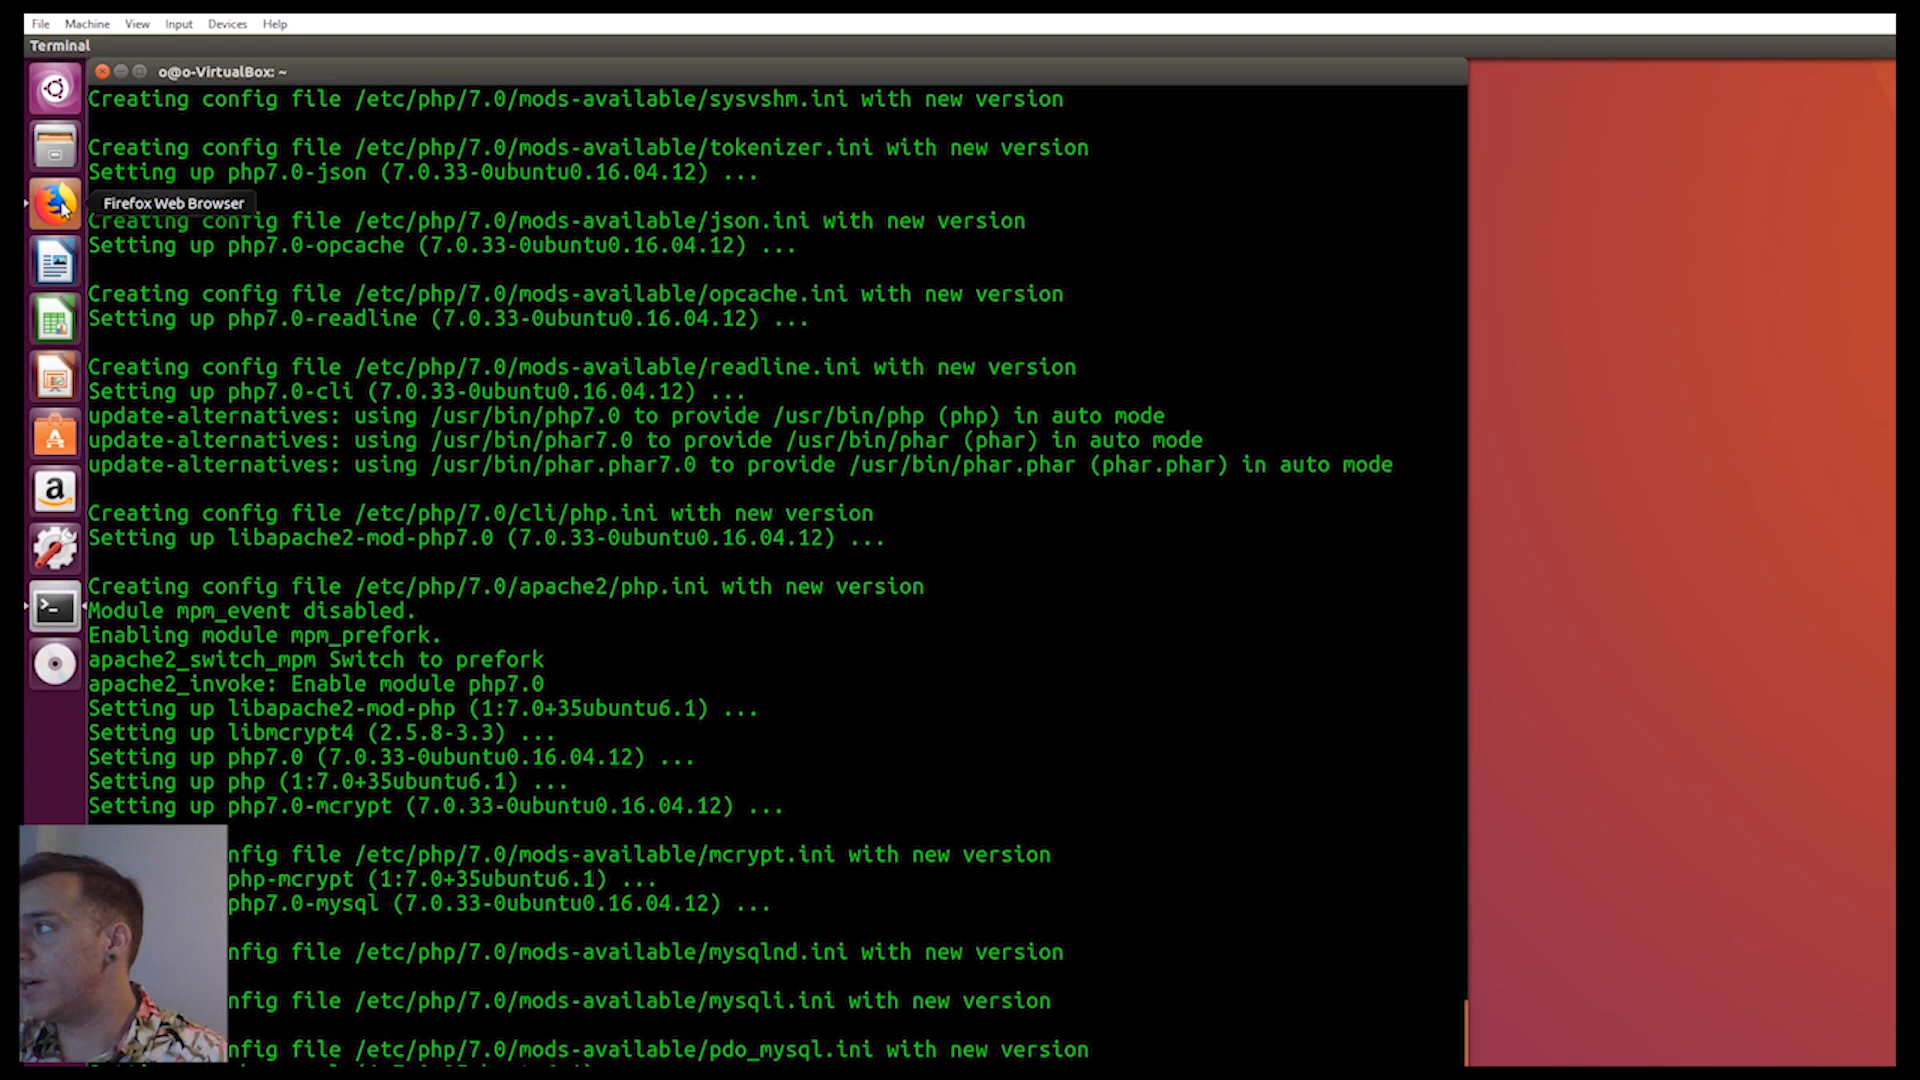 File Machine View Input Devices Help
Terminal
o@o-VirtualBox: ~
Creating config file /etc/php/7.0/mods-available/sysvshm.ini with new version
Creating config file /etc/php/7.0/mods-available/tokenizer.ini with new version
Setting up php7.0-json (7.0.33-0ubuntu0.16.04.12) ...
Firefox Web Browser
Creating config file /etc/php/7.0/mods-available/json.ini with new version
Setting up php7.0-opcache (7.0.33-0ubuntu0.16.04.12) ...
Creating config file /etc/php/7.0/mods-available/opcache.ini with new version
Setting up php7.0-readline (7.0.33-0ubuntu0.16.04.12) ...
Creating config file /etc/php/7.0/mods-available/readline.ini with new version
Setting up php7.0-cli (7.0.33-0ubuntu0.16.04.12) ...
update-alternatives: using /usr/bin/php7.0 to provide /usr/bin/php (php) in auto mode
update-alternatives: using /usr/bin/phar7.0 to provide /usr/bin/phar (phar) in auto mode
update-alternatives: using /usr/bin/phar.phar7.0 to provide /usr/bin/phar.phar (phar.phar) in auto mode
Creating config file /etc/php/7.0/cli/php.ini with new version
Setting up libapache2-mod-php7.0 (7.0.33-0ubuntu0.16.04.12) ...
Creating config file /etc/php/7.0/apache2/php.ini with new version
Module mpm_event disabled.
Enabling module mpm_prefork.
apache2_switch_mpm Switch to prefork
apache2_invoke: Enable module php7.0
Setting up libapache2-mod-php (1:7.0+35ubuntu6.1) ...
Setting up libmcrypt4 (2.5.8-3.3) ...
Setting up php7.0 (7.0.33-0ubuntu0.16.04.12) ...
Setting up php (1:7.0+35ubuntu6.1) ...
Setting up php7.0-mcrypt (7.0.33-0ubuntu0.16.04.12) ...
nfig file /etc/php/7.0/mods-available/mcrypt.ini with new version
php-mcrypt (1:7.0+35ubuntu6.1) ...
php7.0-mysql (7.0.33-0ubuntu0.16.04.12) ...
nfig file /etc/php/7.0/mods-available/mysqlnd.ini with new version
nfig file /etc/php/7.0/mods-available/mysqli.ini with new version
nfig file /etc/php/7.0/mods-available/pdo_mysql.ini with new version